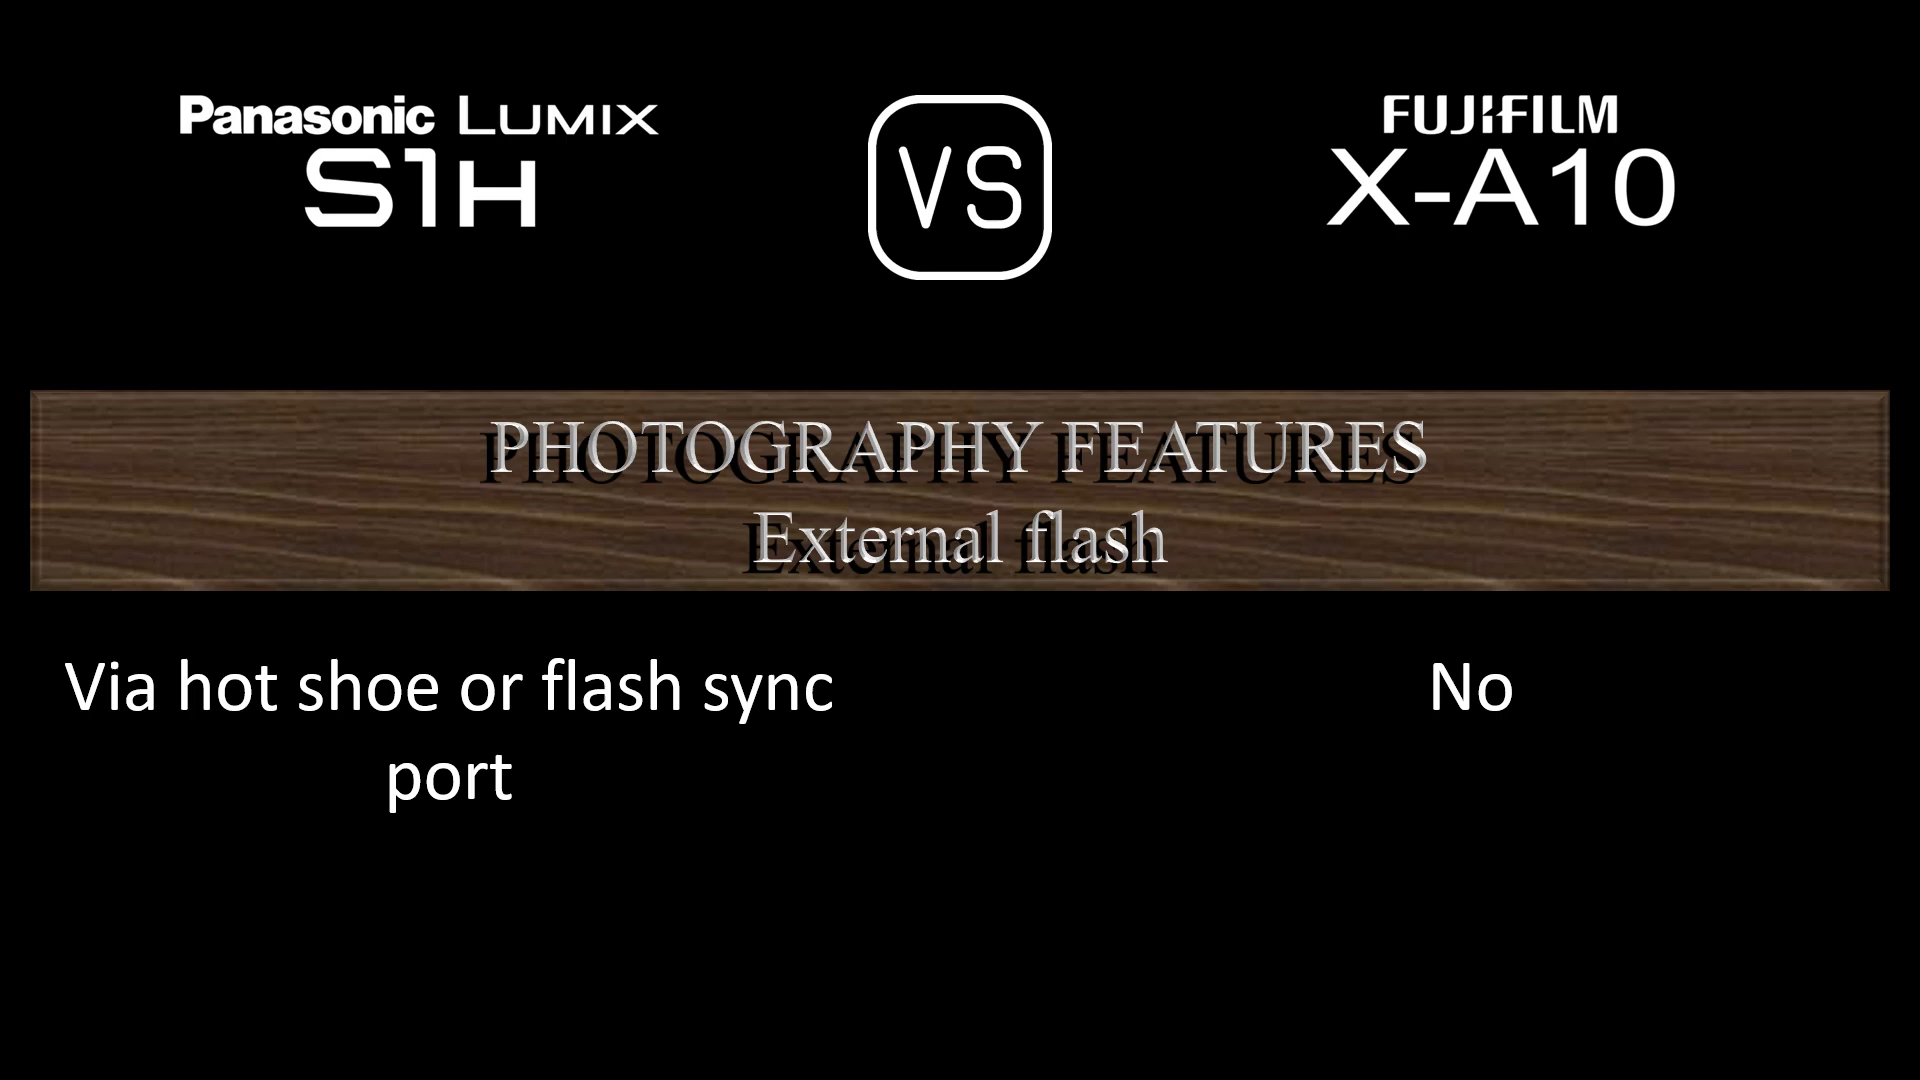 Panasonic LUMIX
S1H
VS
FUJIFILM
X-A10
PHOTOGRAPHY FEATURES
External flash
Via hot shoe or flash sync
port
No